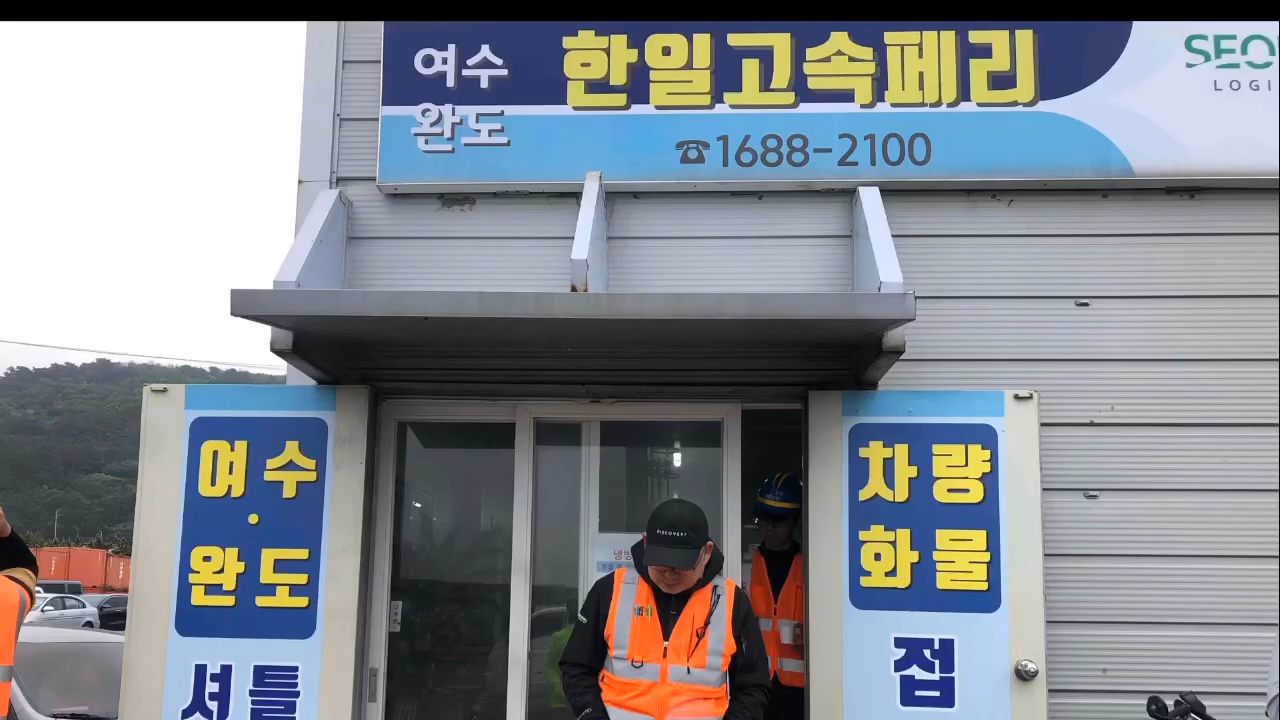 여수
완도
한일고속페리
☎1688-2100
SEO
LOGI
여수
·
완도
셔틀
차량
화물
접
DISCOVERY